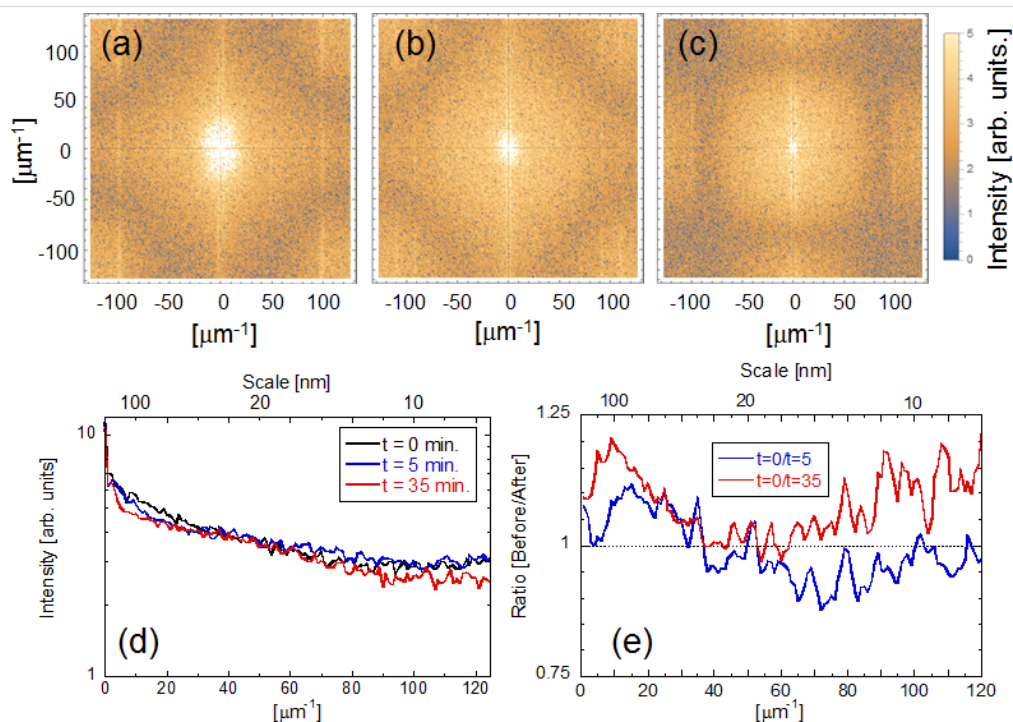 (a) (b) (c)
100
50
0
-50
-100
[μm⁻¹]
-100 -50 0 50 100
-100 -50 0 50 100
-100 -50 0 50 100
[μm⁻¹] [μm⁻¹] [μm⁻¹]
5
4
3
2
1
0
Intensity [arb. units.]
Scale [nm]
100 20 10
10
1
Intensity [arb. units]
t = 0 min.
t = 5 min.
t = 35 min.
(d)
0 20 40 60 80 100 120
[μm⁻¹]
Scale [nm]
100 20 10
1.25
1
0.75
Ratio [Before/After]
t=0/t=5
t=0/t=35
(e)
0 20 40 60 80 100 120
[μm⁻¹]